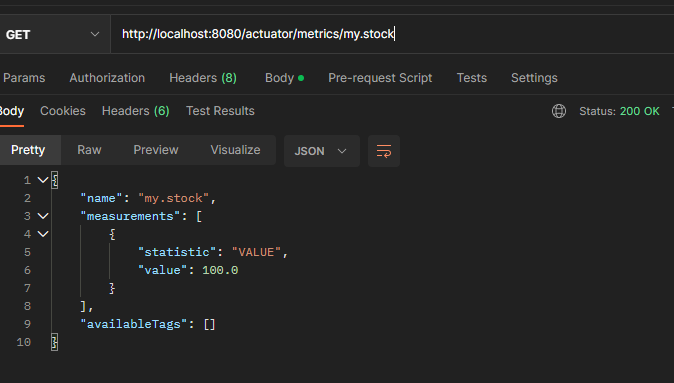 GET http://localhost:8080/actuator/metrics/my.stock
Params Authorization Headers (8) Body Pre-request Script Tests Settings
Body Cookies Headers (6) Test Results Status: 200 OK
Pretty Raw Preview Visualize JSON
1 {
2 "name": "my.stock",
3 "measurements": [
4 {
5 "statistic": "VALUE",
6 "value": 100.0
7 }
8 ],
9 "availableTags": []
10 }